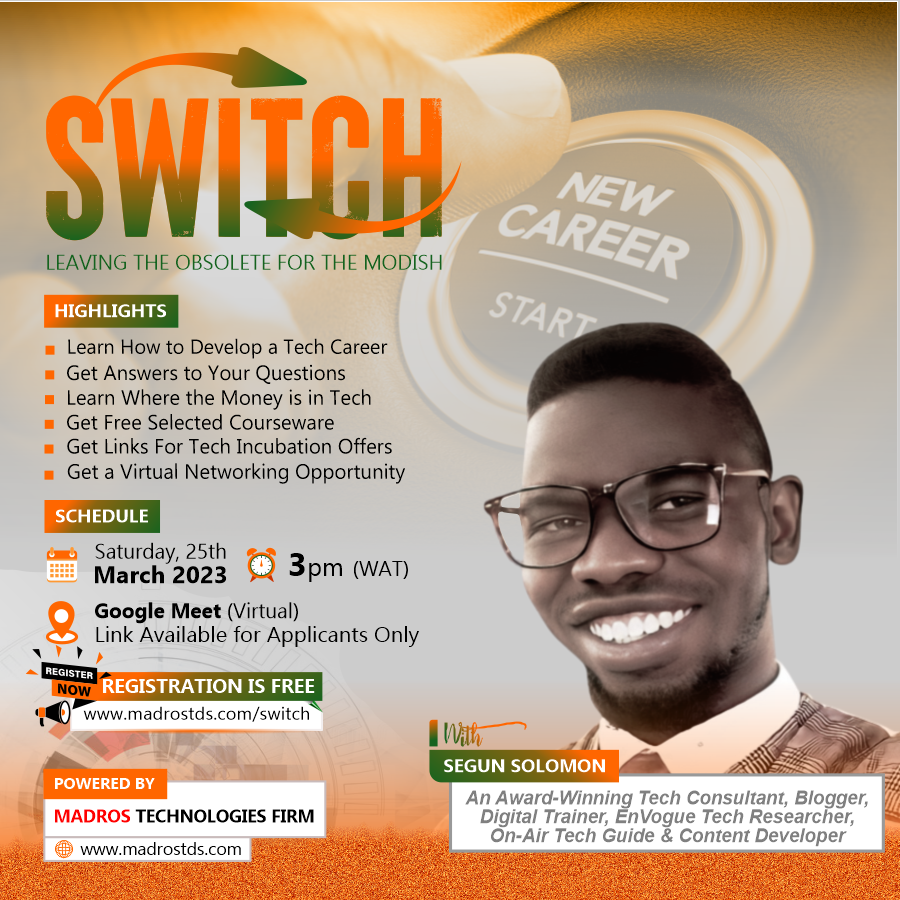 SWITCH
LEAVING THE OBSOLETE FOR THE MODISH
NEW
CAREER
START
HIGHLIGHTS
Learn How to Develop a Tech Career
Get Answers to Your Questions
Learn Where the Money is in Tech
Get Free Selected Courseware
Get Links For Tech Incubation Offers
Get a Virtual Networking Opportunity
SCHEDULE
Saturday, 25th
March 2023
3pm (WAT)
Google Meet (Virtual)
Link Available for Applicants Only
REGISTER
NOW
REGISTRATION IS FREE
www.madrostds.com/switch
POWERED BY
MADROS TECHNOLOGIES FIRM
www.madrostds.com
With
SEGUN SOLOMON
An Award-Winning Tech Consultant, Blogger,
Digital Trainer, EnVogue Tech Researcher,
On-Air Tech Guide & Content Developer